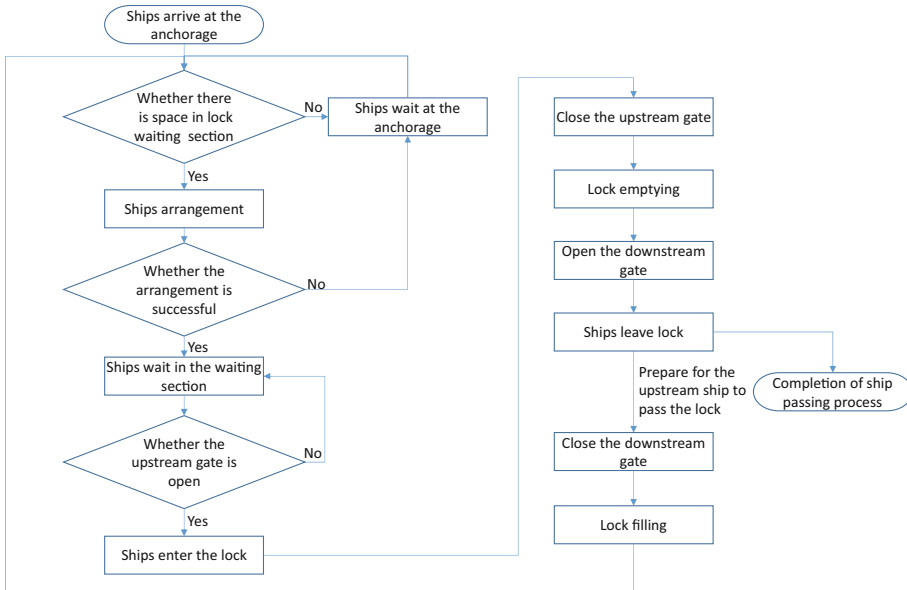 Ships arrive at the
anchorage
Whether there
is space in lock
waiting section
No
Ships wait at the
anchorage
Yes
Ships arrangement
Whether the
arrangement is
successful
No
Yes
Ships wait in the waiting
section
Whether the
upstream gate is
open
No
Yes
Ships enter the lock
Close the upstream gate
Lock emptying
Open the downstream
gate
Ships leave lock
Prepare for the
upstream ship to
pass the lock
Completion of ship
passing process
Close the downstream
gate
Lock filling